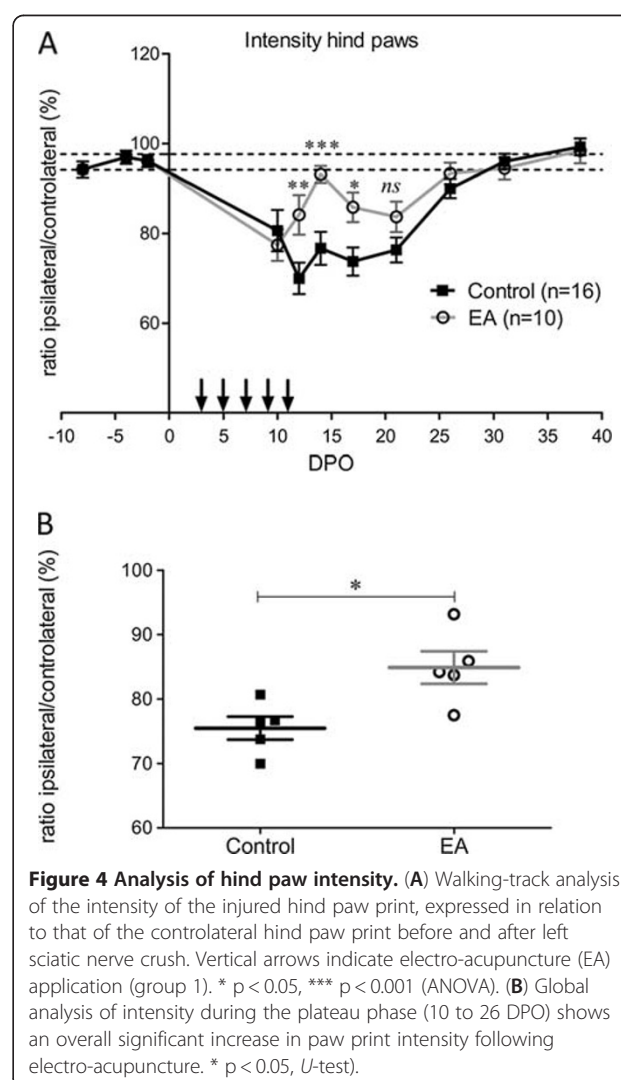 A
Intensity hind paws
ratio ipsilateral/controlateral (%)
120
100
80
60
***
**
*
ns
Control (n=16)
EA (n=10)
-10 -5 0 5 10 15 20 25 30 35 40
DPO
B
ratio ipsilateral/controlateral (%)
100
90
80
70
60
*
Control EA
Figure 4 Analysis of hind paw intensity. (A) Walking-track analysis
of the intensity of the injured hind paw print, expressed in relation
to that of the controlateral hind paw print before and after left
sciatic nerve crush. Vertical arrows indicate electro-acupuncture (EA)
application (group 1). * p < 0.05, *** p < 0.001 (ANOVA). (B) Global
analysis of intensity during the plateau phase (10 to 26 DPO) shows
an overall significant increase in paw print intensity following
electro-acupuncture. * p < 0.05, U-test).